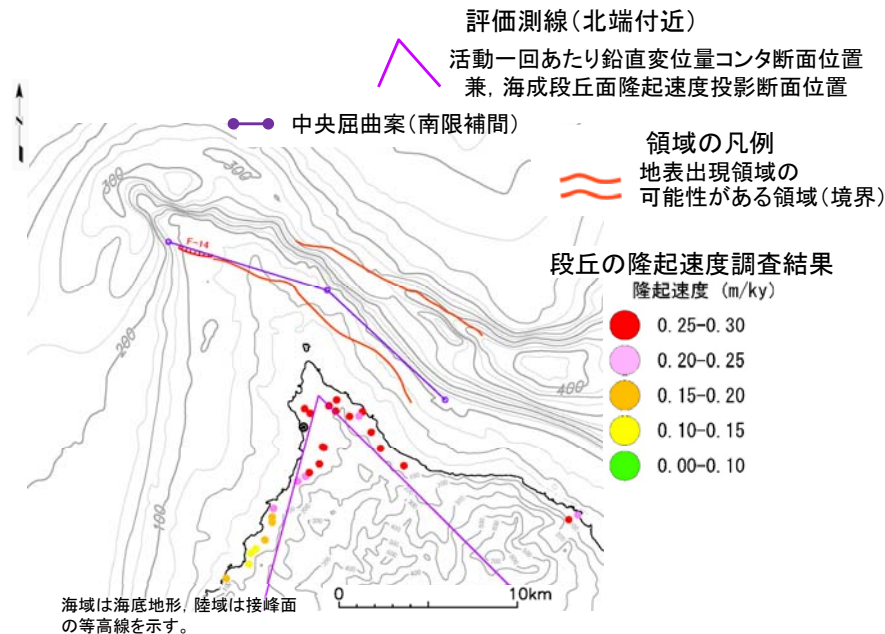 評価測線(北端付近)
活動一回あたり鉛直変位量コンタ断面位置
兼, 海成段丘面隆起速度投影断面位置
中央屈曲案(南限補間)
領域の凡例
地表出現領域の
可能性がある領域(境界)
段丘の隆起速度調査結果
隆起速度 (m/ky)
0.25-0.30
0.20-0.25
0.15-0.20
0.10-0.15
0.00-0.10
300
300
F-14
200
400
100
0
10km
海域は海底地形, 陸域は接峰面
の等高線を示す。